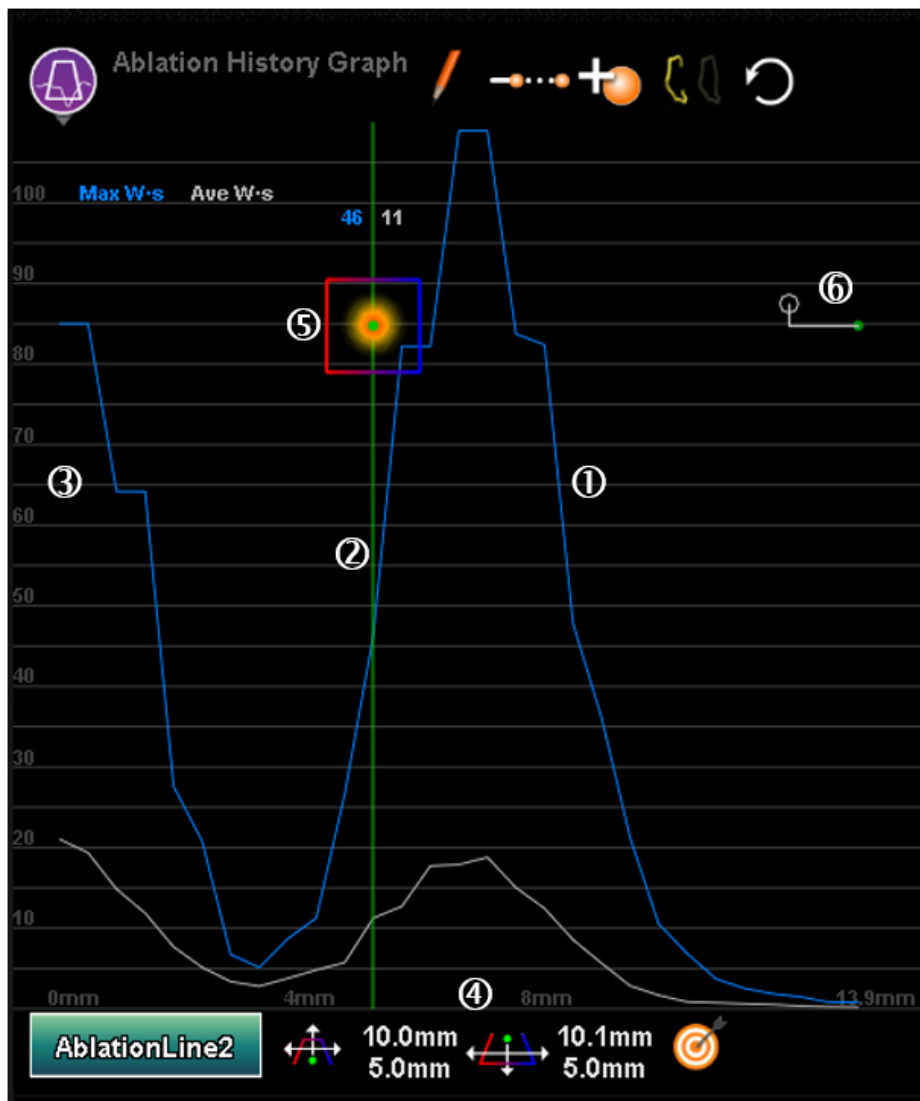 Ablation History Graph
100 Max W·s Ave W·s
46 11
90
⑥
⑤
80
70
③ ①
60
②
50
40
30
20
10
0mm 4mm ④ 8mm 13.9mm
AblationLine2 10.0mm 10.1mm
5.0mm 5.0mm